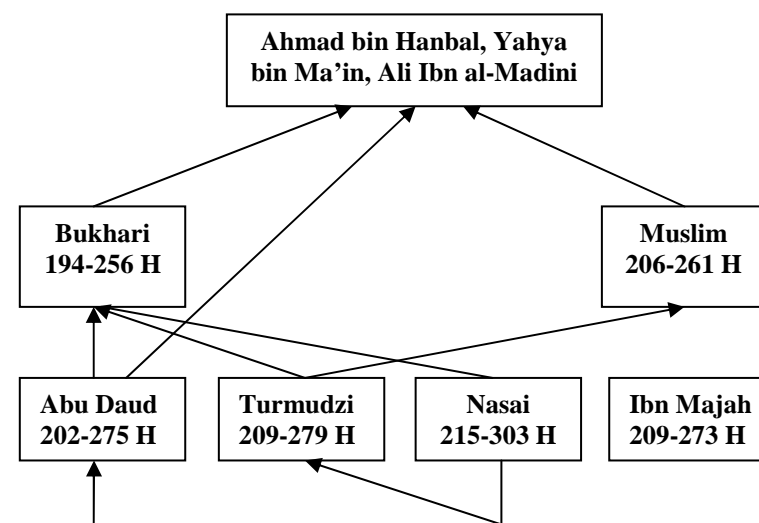 Ahmad bin Hanbal, Yahya
bin Ma’in, Ali Ibn al-Madini
Bukhari
194-256 H
Muslim
206-261 H
Abu Daud
202-275 H
Turmudzi
209-279 H
Nasai
215-303 H
Ibn Majah
209-273 H